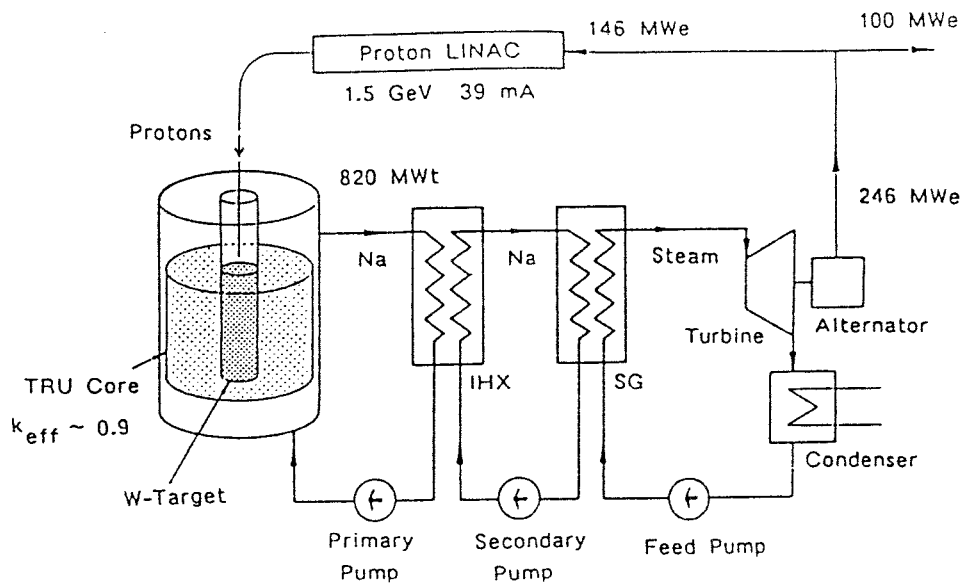 146 MWe
100 MWe
Proton LINAC
1.5 GeV 39 mA
Protons
820 MWt
246 MWe
Na
Na
Steam
Turbine
Alternator
TRU Core
IHX
SG
k_eff ~ 0.9
Condenser
W-Target
Primary
Pump
Secondary
Pump
Feed Pump